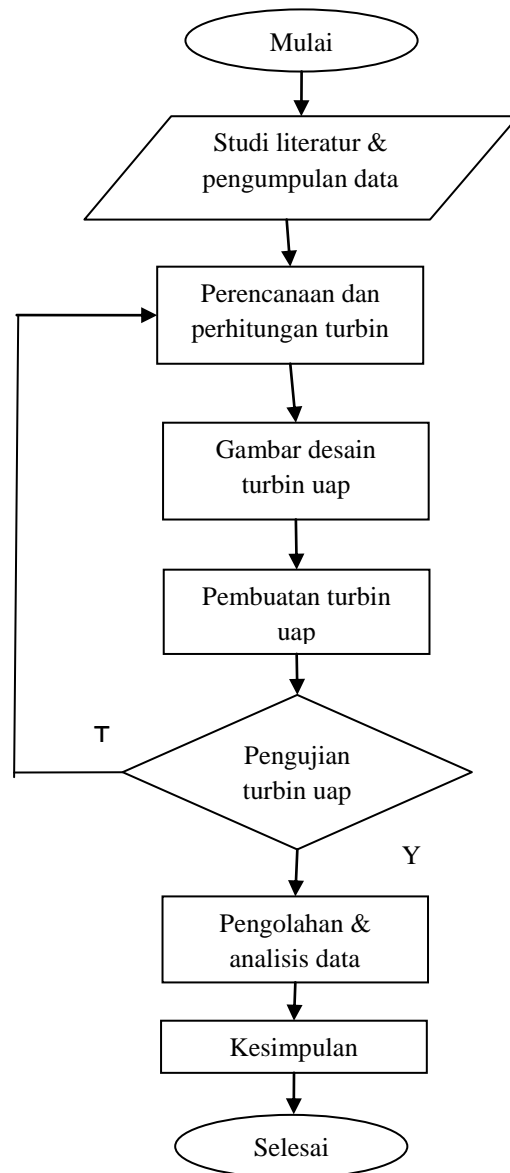 Mulai
Studi literatur &
pengumpulan data
Perencanaan dan
perhitungan turbin
Gambar desain
turbin uap
Pembuatan turbin
uap
T
Pengujian
turbin uap
Y
Pengolahan &
analisis data
Kesimpulan
Selesai